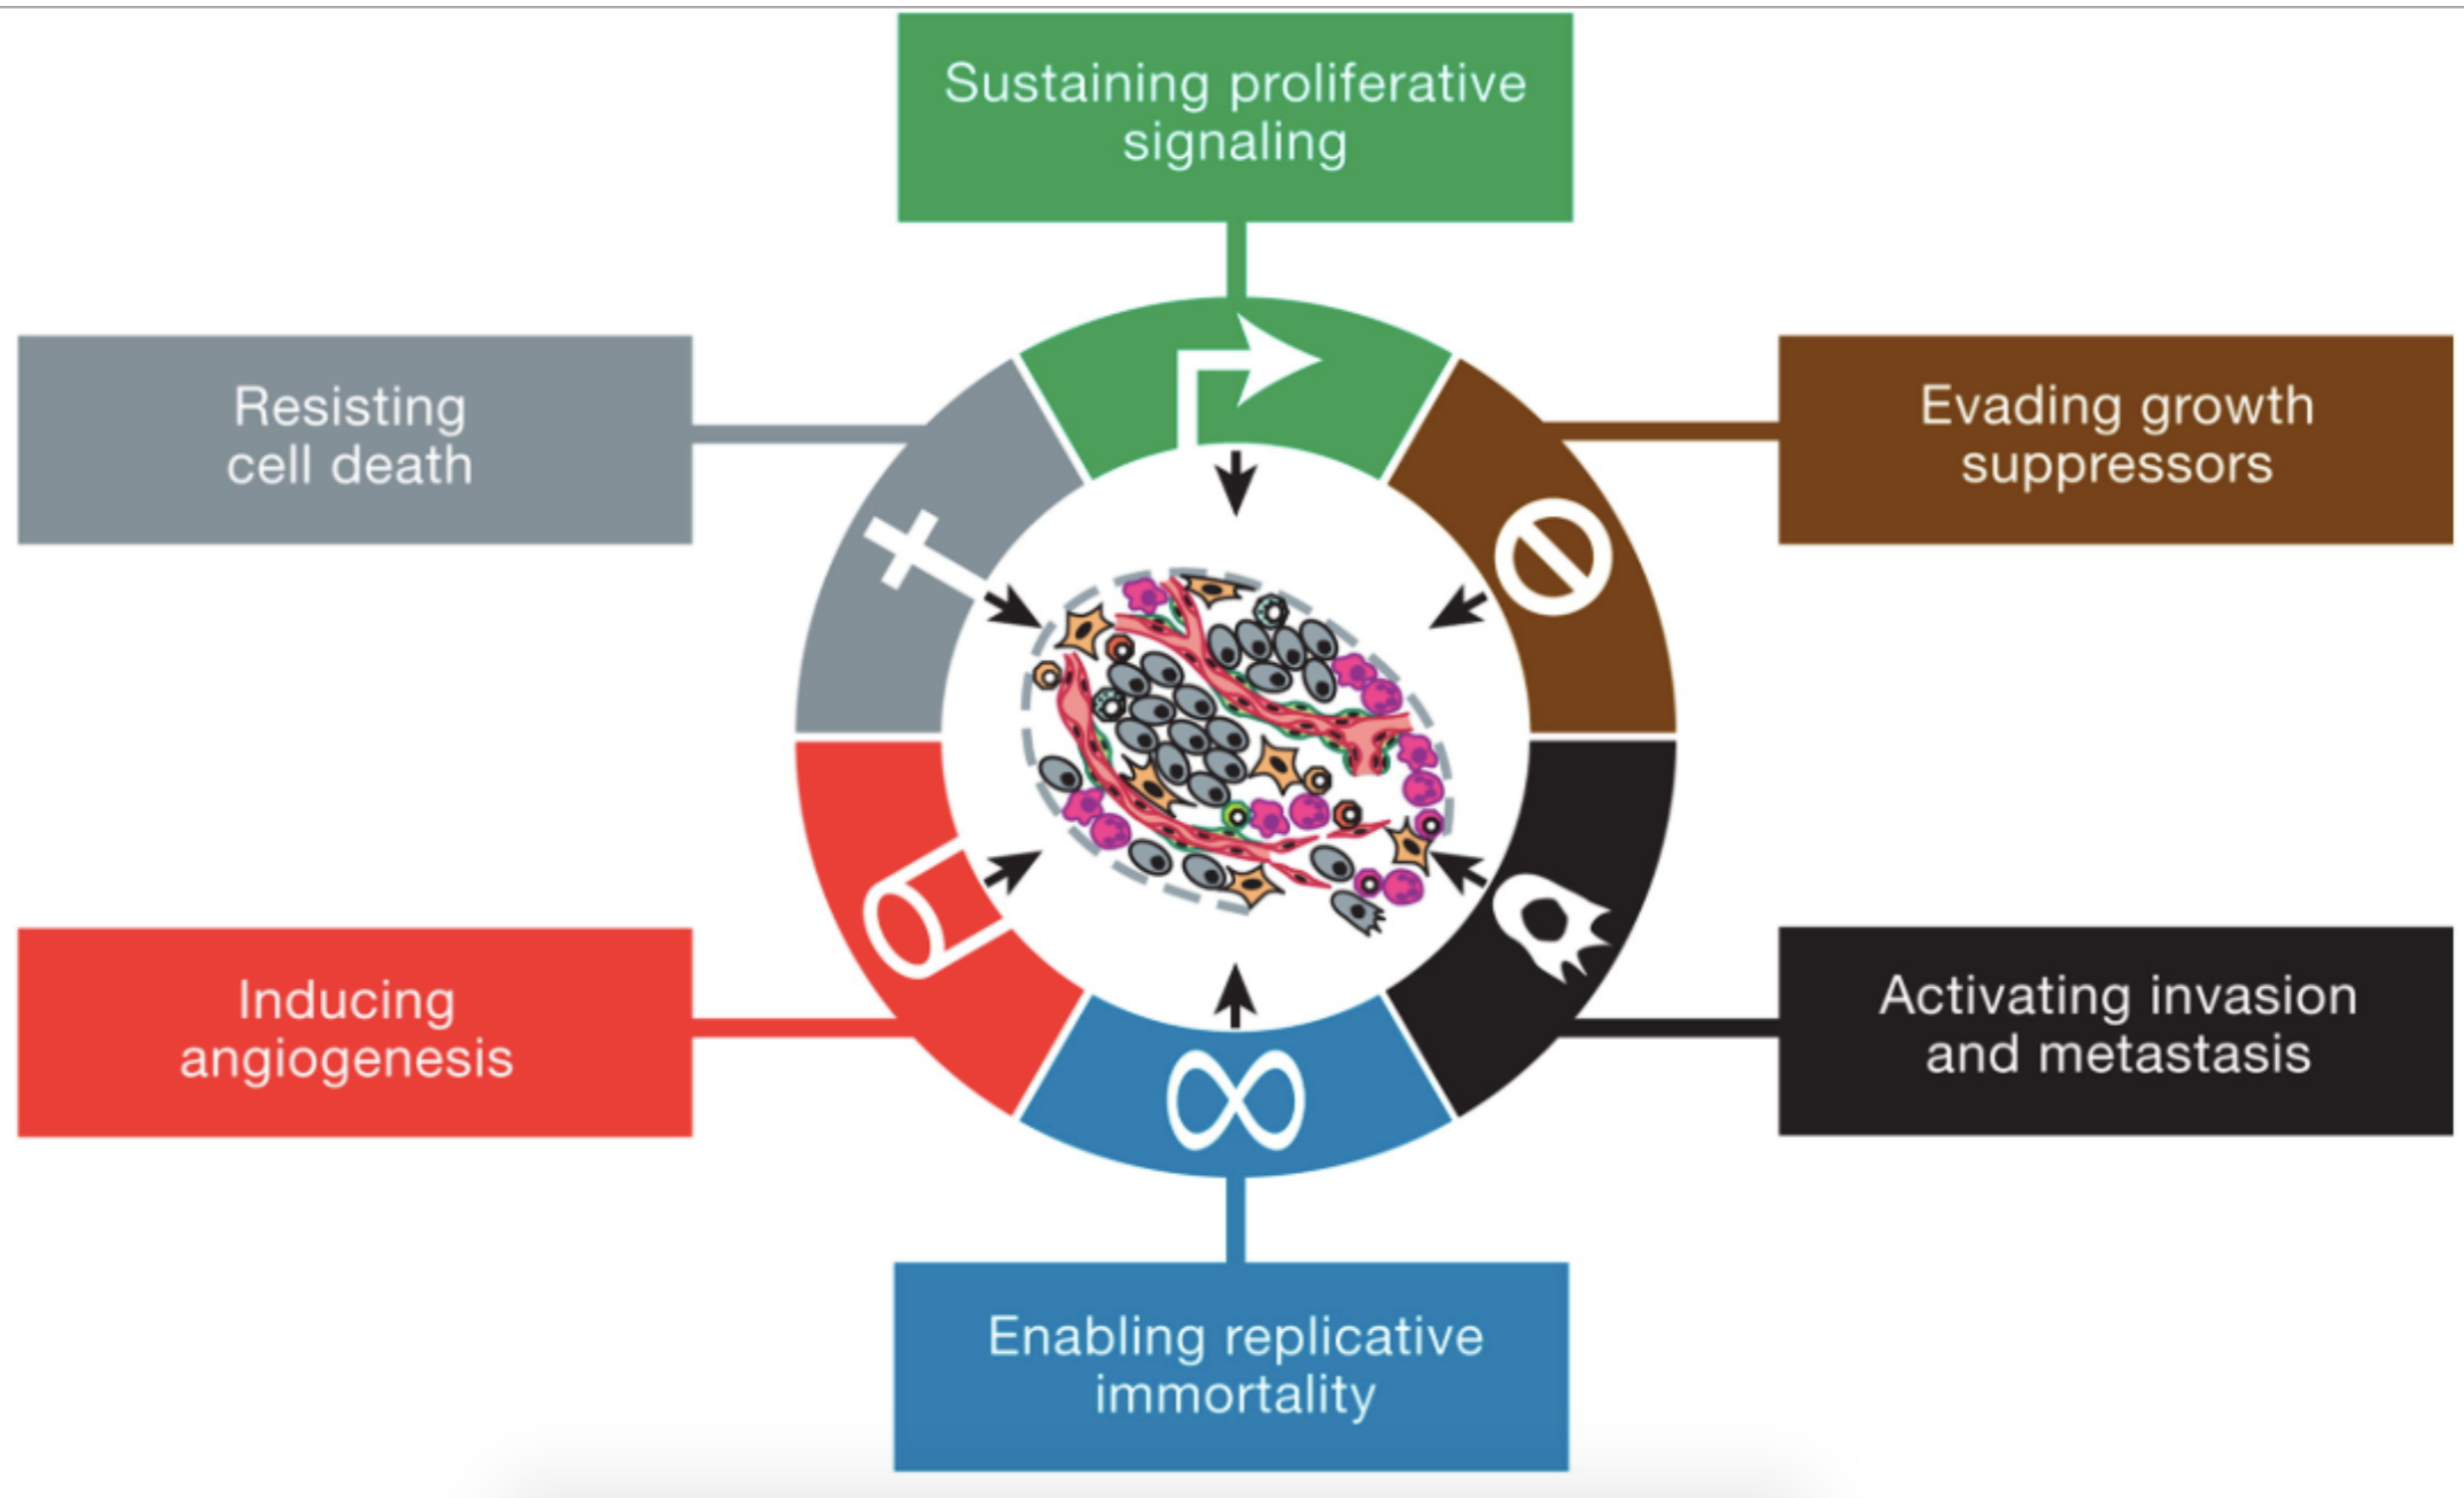 Sustaining proliferative
signaling
Resisting
cell death
Evading growth
suppressors
Inducing
angiogenesis
Activating invasion
and metastasis
Enabling replicative
immortality